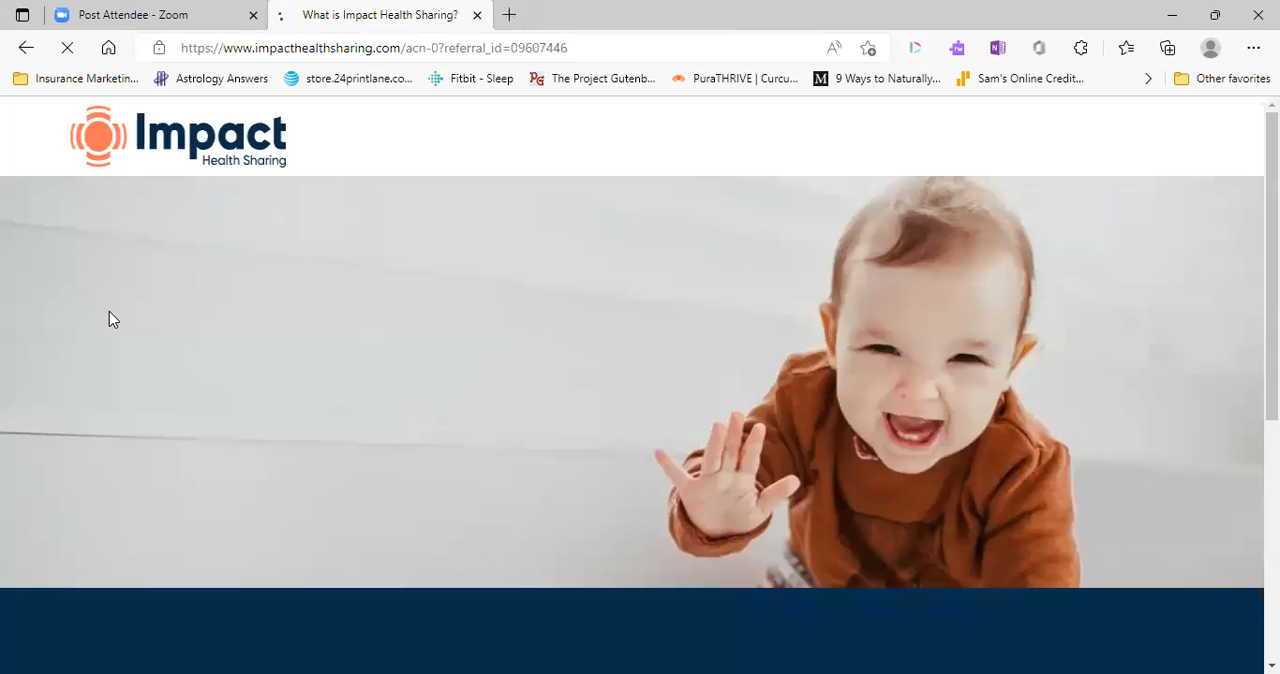 Post Attendee - Zoom
What is Impact Health Sharing?
https://www.impacthealthsharing.com/acn-0?referral_id=09607446
Insurance Marketin...
Astrology Answers
store.24printlane.co...
Fitbit - Sleep
The Project Gutenb...
PuraTHRIVE | Curcu...
9 Ways to Naturally...
Sam's Online Credit...
Other favorites
Impact
Health Sharing